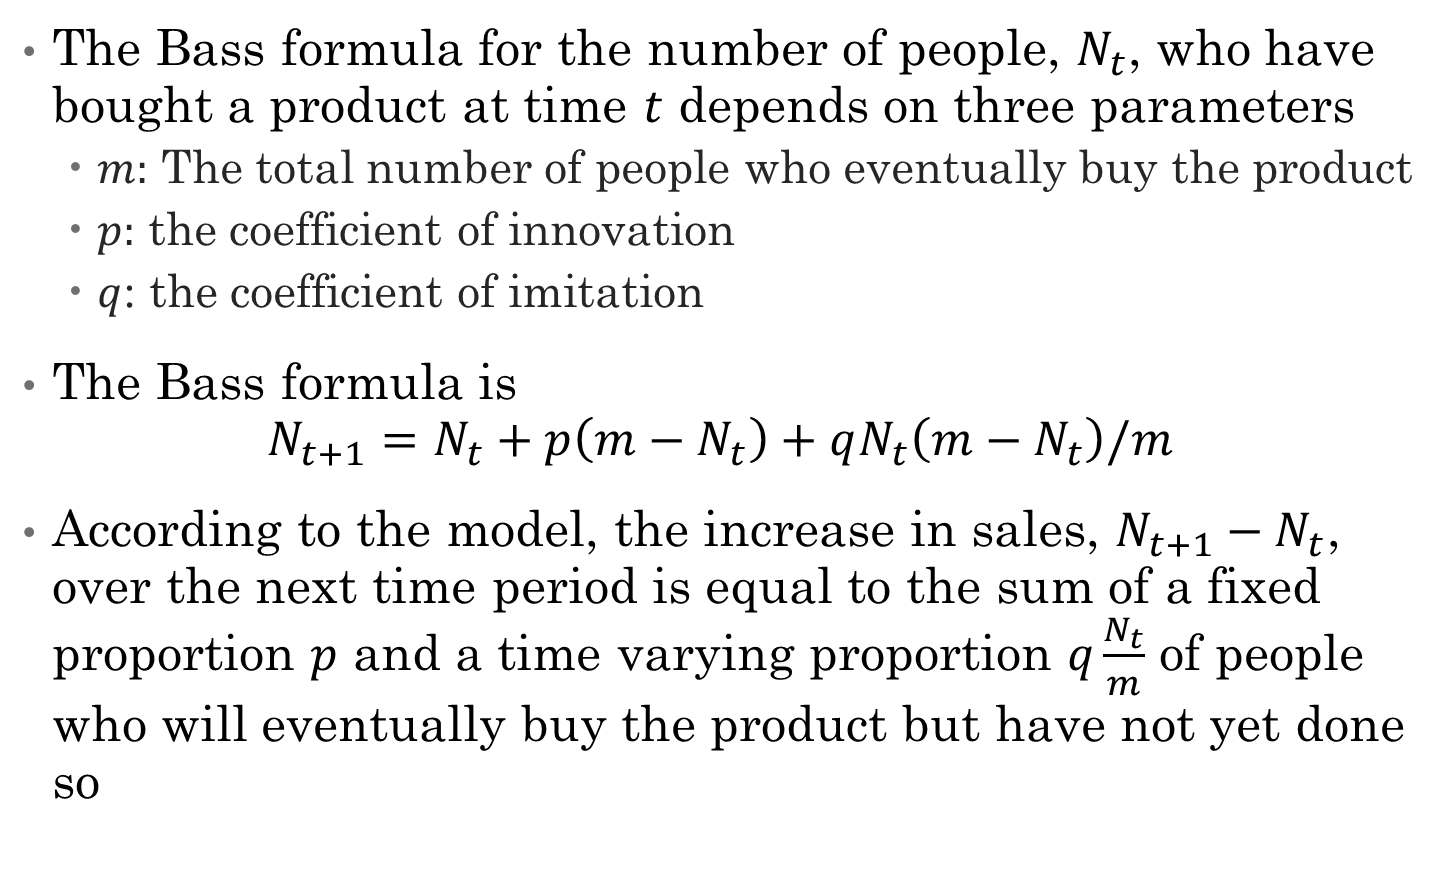 • The Bass formula for the number of people, $N_t$, who have
bought a product at time $t$ depends on three parameters
• $m$: The total number of people who eventually buy the product
• $p$: the coefficient of innovation
• $q$: the coefficient of imitation
• The Bass formula is
$N_{t+1} = N_t + p(m - N_t) + qN_t(m - N_t)/m$
• According to the model, the increase in sales, $N_{t+1} - N_t$,
over the next time period is equal to the sum of a fixed
proportion $p$ and a time varying proportion $q\frac{N_t}{m}$ of people
who will eventually buy the product but have not yet done
so